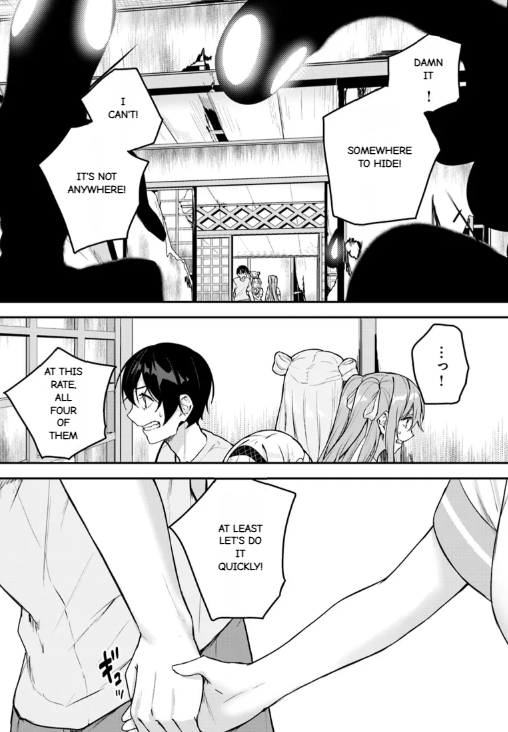 DAMN
IT
!
SOMEWHERE
TO HIDE!
I
CAN'T!
IT'S NOT
ANYWHERE!
…っ！
AT THIS
RATE,
ALL
FOUR
OF
THEM
AT LEAST
LET'S DO
IT
QUICKLY!
ギュッ